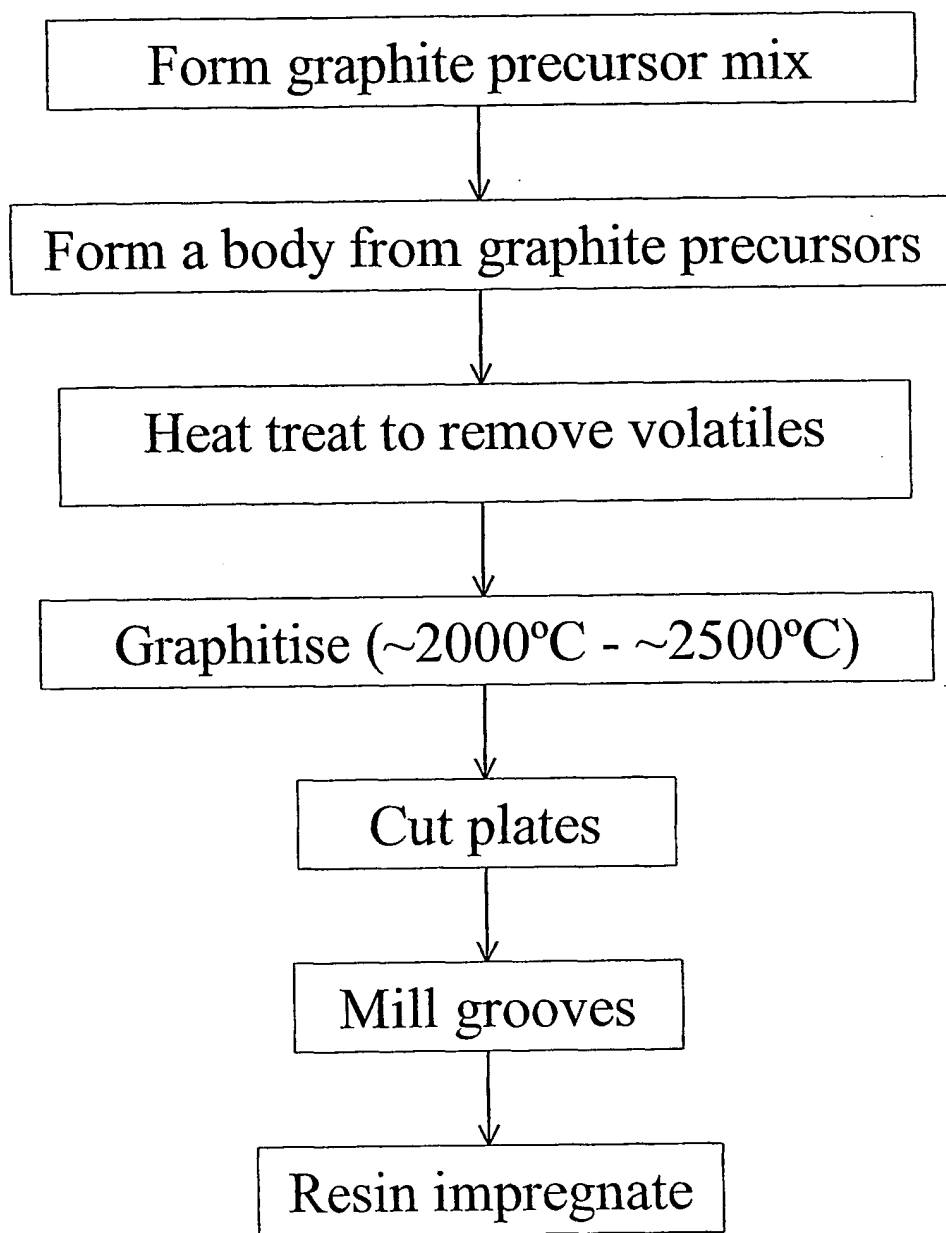 Form graphite precursor mix
Form a body from graphite precursors
Heat treat to remove volatiles
Graphitise (~2000ºC - ~2500ºC)
Cut plates
Mill grooves
Resin impregnate